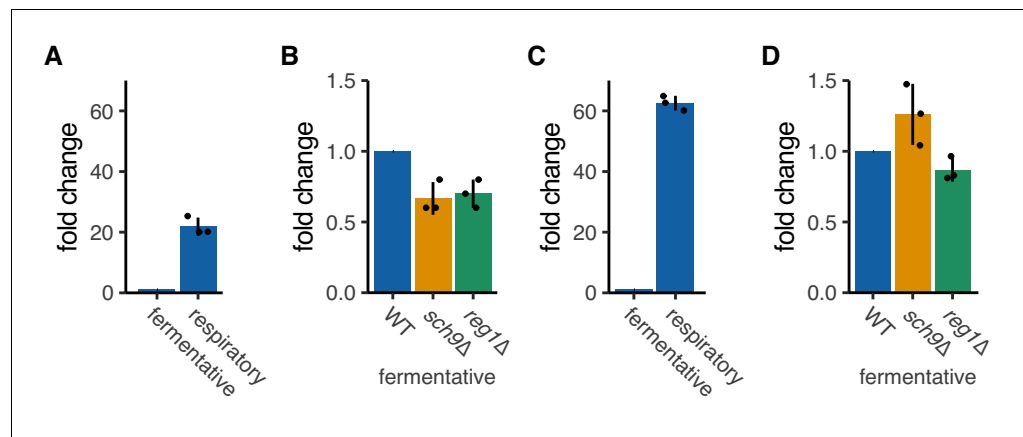 A
fold change
60
40
20
0
fermentative
respiratory
B
fold change
1.5
1.0
0.5
0.0
WT
sch9Δ
reg1Δ
fermentative
C
fold change
60
40
20
0
fermentative
respiratory
D
fold change
1.5
1.0
0.5
0.0
WT
sch9Δ
reg1Δ
fermentative